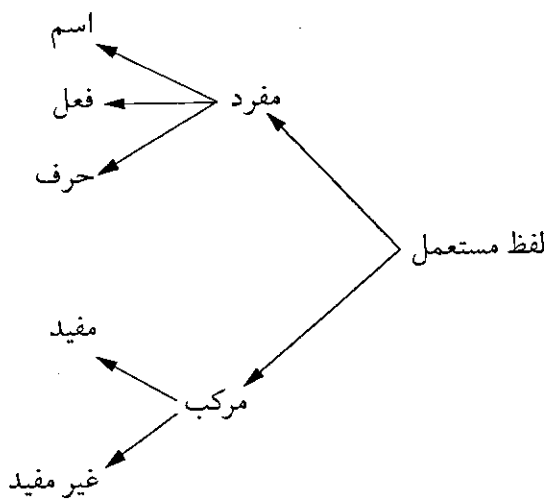 اسم
مفرد
فعل
حرف
لفظ مستعمل
مفيد
مركب
غير مفيد